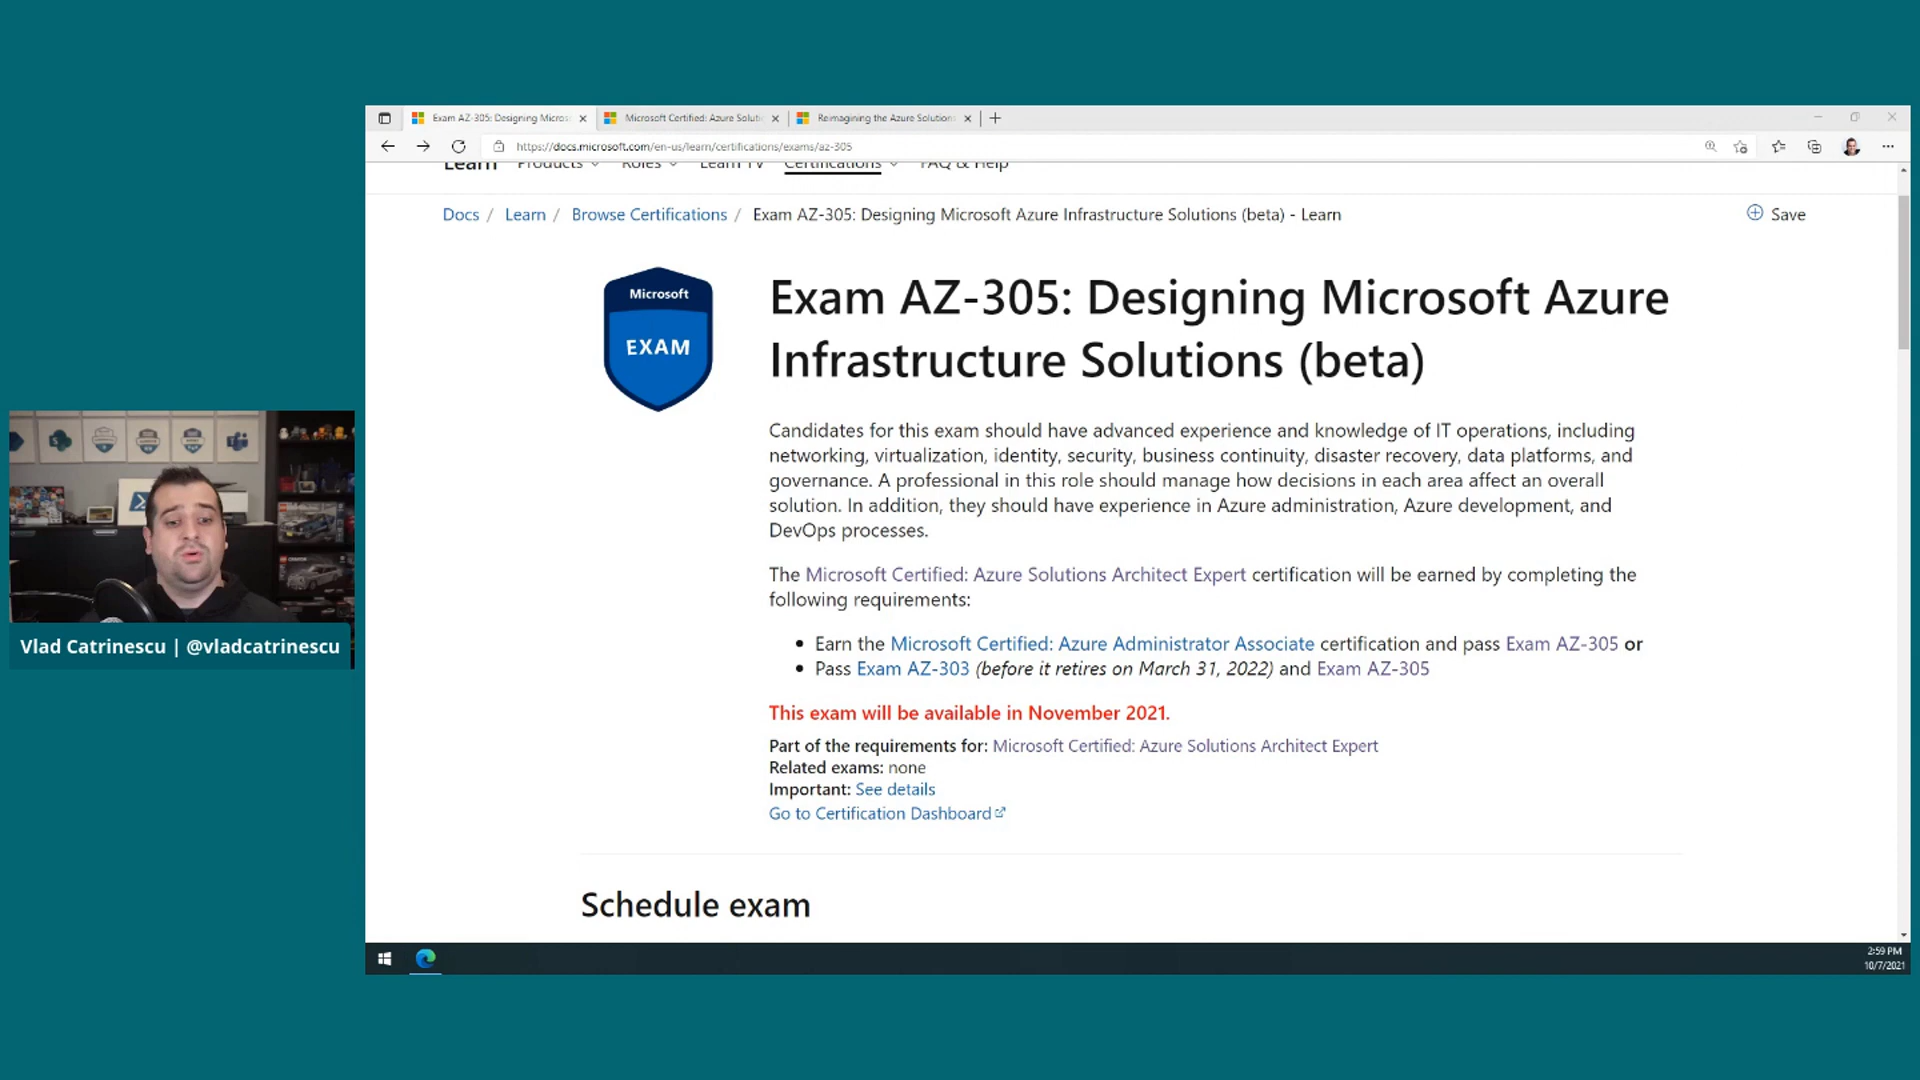 Exam AZ-305: Designing Micros
Microsoft Certified: Azure Soluti
Reimagining the Azure Solution
https://docs.microsoft.com/en-us/learn/certifications/exams/az-305
Learn Products Roles Learn TV Certifications FAQ & Help
Docs / Learn / Browse Certifications / Exam AZ-305: Designing Microsoft Azure Infrastructure Solutions (beta) - Learn
Save
Microsoft
EXAM
Exam AZ-305: Designing Microsoft Azure
Infrastructure Solutions (beta)
Candidates for this exam should have advanced experience and knowledge of IT operations, including
networking, virtualization, identity, security, business continuity, disaster recovery, data platforms, and
governance. A professional in this role should manage how decisions in each area affect an overall
solution. In addition, they should have experience in Azure administration, Azure development, and
DevOps processes.
The Microsoft Certified: Azure Solutions Architect Expert certification will be earned by completing the
following requirements:
• Earn the Microsoft Certified: Azure Administrator Associate certification and pass Exam AZ-305 or
• Pass Exam AZ-303 (before it retires on March 31, 2022) and Exam AZ-305
This exam will be available in November 2021.
Part of the requirements for: Microsoft Certified: Azure Solutions Architect Expert
Related exams: none
Important: See details
Go to Certification Dashboard
Schedule exam
Vlad Catrinescu | @vladcatrinescu
2:59 PM
10/7/2021